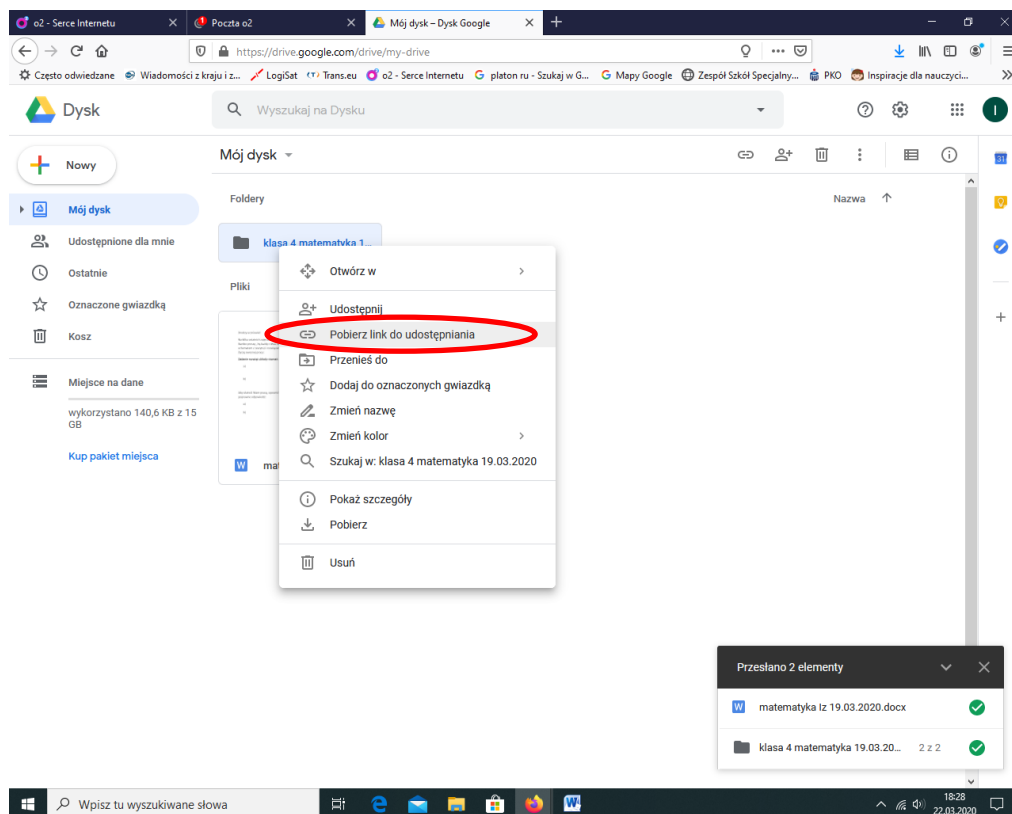 o2 - Serce Internetu
Poczta o2
Mój dysk – Dysk Google
https://drive.google.com/drive/my-drive
Często odwiedzane
Wiadomości z kraju i z...
LogiSat
Trans.eu
o2 - Serce Internetu
platon ru - Szukaj w G...
Mapy Google
Zespół Szkół Specjalny...
PKO
Inspiracje dla nauczyci...
Dysk
Wyszukaj na Dysku
I
Nowy
Mój dysk
31
Mój dysk
Udostępnione dla mnie
Ostatnie
Oznaczone gwiazdką
Kosz
Miejsce na dane
wykorzystano 140,6 KB z 15
GB
Kup pakiet miejsca
Foldery
Nazwa
klasa 4 matematyka 1...
Pliki
W mat
Otwórz w
Udostępnij
Pobierz link do udostępniania
Przenieś do
Dodaj do oznaczonych gwiazdką
Zmień nazwę
Zmień kolor
Szukaj w: klasa 4 matematyka 19.03.2020
Pokaż szczegóły
Pobierz
Usuń
Przesłano 2 elementy
W matematyka Iz 19.03.2020.docx
klasa 4 matematyka 19.03.20... 2 z 2
Wpisz tu wyszukiwane słowa
18:28
22.03.2020